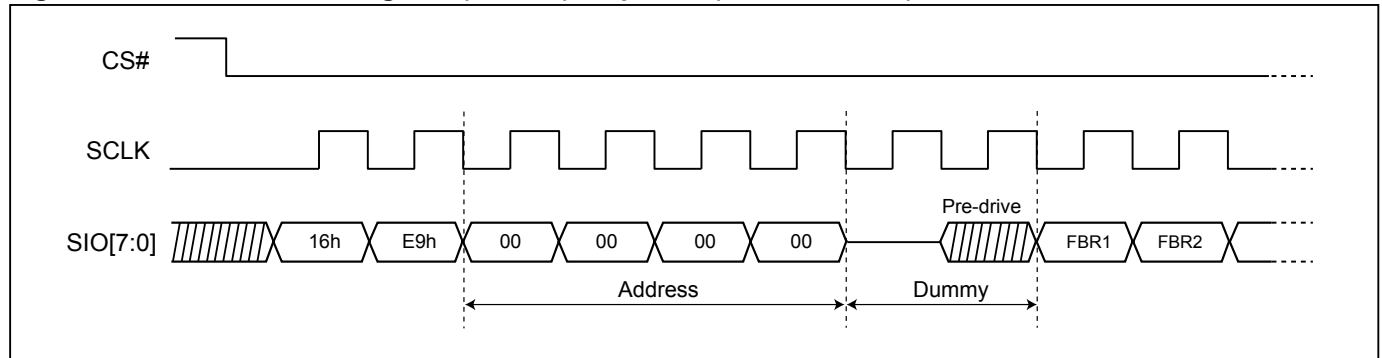 CS#
SCLK
Pre-drive
SIO[7:0] 16h E9h 00 00 00 00 FBR1 FBR2
Address Dummy